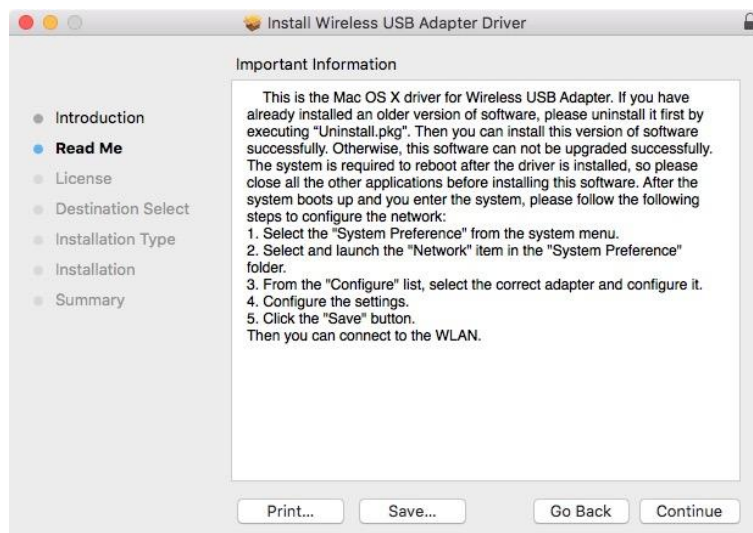 Install Wireless USB Adapter Driver
Important Information
Introduction
Read Me
License
Destination Select
Installation Type
Installation
Summary
This is the Mac OS X driver for Wireless USB Adapter. If you have
already installed an older version of software, please uninstall it first by
executing “Uninstall.pkg”. Then you can install this version of software
successfully. Otherwise, this software can not be upgraded successfully.
The system is required to reboot after the driver is installed, so please
close all the other applications before installing this software. After the
system boots up and you enter the system, please follow the following
steps to configure the network:
1. Select the "System Preference" from the system menu.
2. Select and launch the "Network" item in the "System Preference"
folder.
3. From the "Configure" list, select the correct adapter and configure it.
4. Configure the settings.
5. Click the "Save" button.
Then you can connect to the WLAN.
Print...
Save...
Go Back
Continue